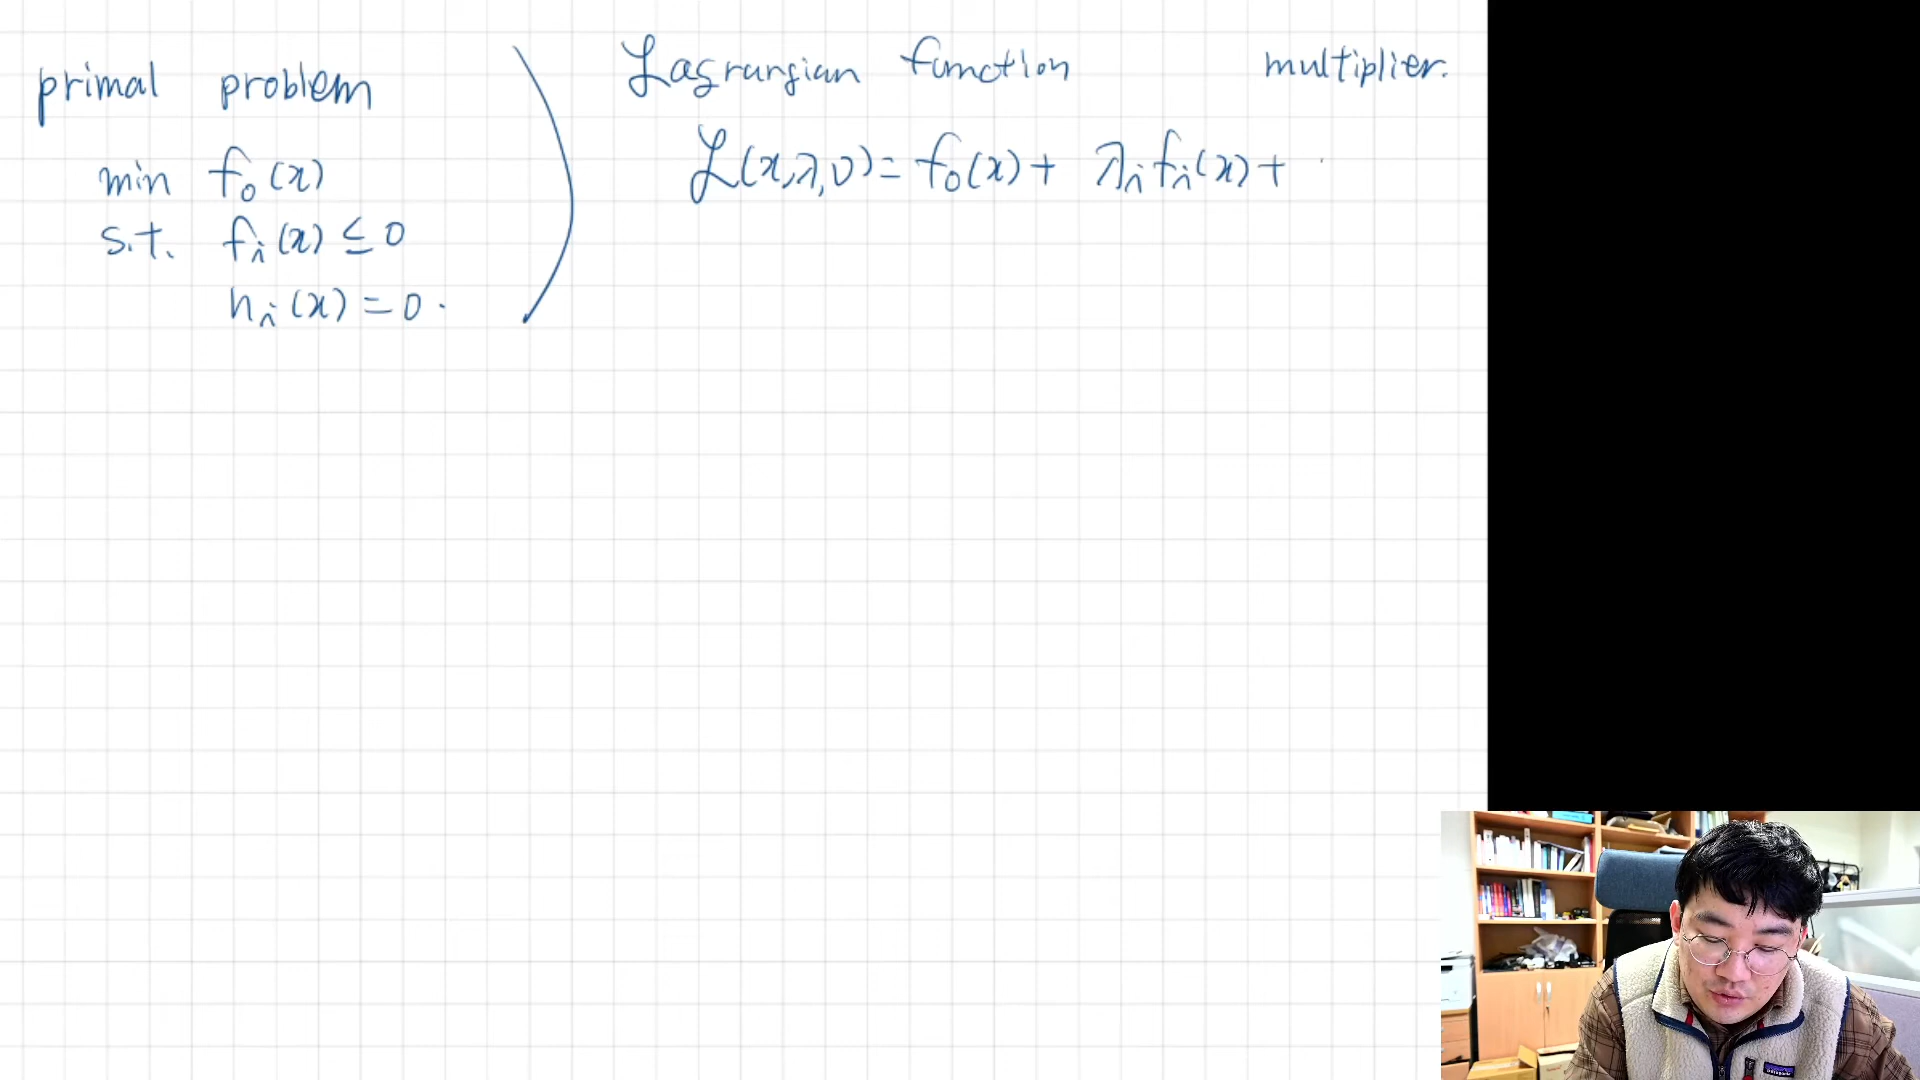 primal problem
min f₀(x)
s.t. fᵢ(x) ≤ 0
hᵢ(x) = 0.
Lagrangian function multiplier.
ℒ(x,λ,ν) = f₀(x) + λᵢfᵢ(x) +